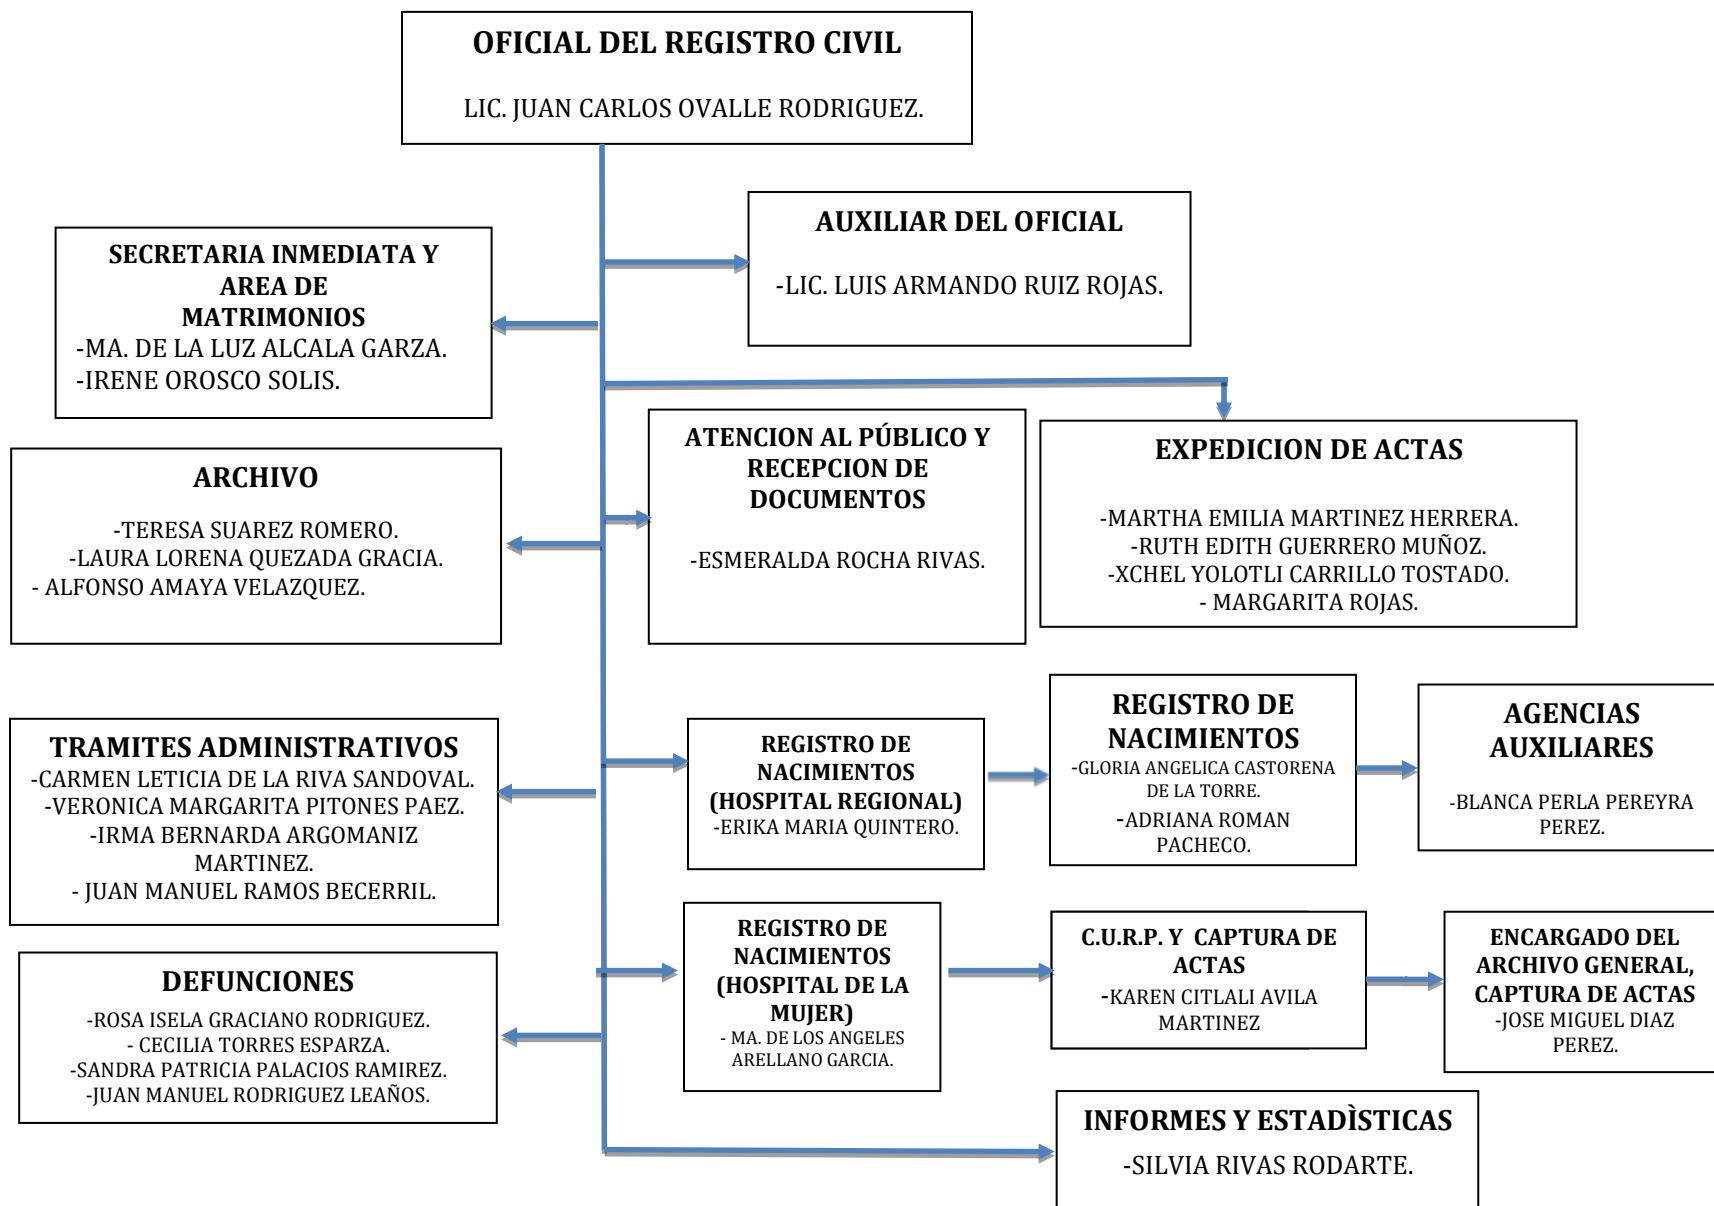 OFICIAL DEL REGISTRO CIVIL
LIC. JUAN CARLOS OVALLE RODRIGUEZ.
AUXILIAR DEL OFICIAL
-LIC. LUIS ARMANDO RUIZ ROJAS.
SECRETARIA INMEDIATA Y
AREA DE
MATRIMONIOS
-MA. DE LA LUZ ALCALA GARZA.
-IRENE OROSCO SOLIS.
ATENCION AL PÚBLICO Y
RECEPCION DE
DOCUMENTOS
-ESMERALDA ROCHA RIVAS.
EXPEDICION DE ACTAS
-MARTHA EMILIA MARTINEZ HERRERA.
-RUTH EDITH GUERRERO MUÑOZ.
-XCHEL YOLOTLI CARRILLO TOSTADO.
- MARGARITA ROJAS.
ARCHIVO
-TERESA SUAREZ ROMERO.
-LAURA LORENA QUEZADA GRACIA.
- ALFONSO AMAYA VELAZQUEZ.
TRAMITES ADMINISTRATIVOS
-CARMEN LETICIA DE LA RIVA SANDOVAL.
-VERONICA MARGARITA PITONES PAEZ.
-IRMA BERNARDA ARGOMANIZ
MARTINEZ.
- JUAN MANUEL RAMOS BECERRIL.
REGISTRO DE
NACIMIENTOS
(HOSPITAL REGIONAL)
-ERIKA MARIA QUINTERO.
REGISTRO DE
NACIMIENTOS
-GLORIA ANGELICA CASTORENA
DE LA TORRE.
-ADRIANA ROMAN
PACHECO.
AGENCIAS
AUXILIARES
-BLANCA PERLA PEREYRA
PEREZ.
REGISTRO DE
NACIMIENTOS
(HOSPITAL DE LA
MUJER)
- MA. DE LOS ANGELES
ARELLANO GARCIA.
C.U.R.P. Y CAPTURA DE
ACTAS
-KAREN CITLALI AVILA
MARTINEZ
ENCARGADO DEL
ARCHIVO GENERAL,
CAPTURA DE ACTAS
-JOSE MIGUEL DIAZ
PEREZ.
DEFUNCIONES
-ROSA ISELA GRACIANO RODRIGUEZ.
- CECILIA TORRES ESPARZA.
-SANDRA PATRICIA PALACIOS RAMIREZ.
-JUAN MANUEL RODRIGUEZ LEAÑOS.
INFORMES Y ESTADÌSTICAS
-SILVIA RIVAS RODARTE.